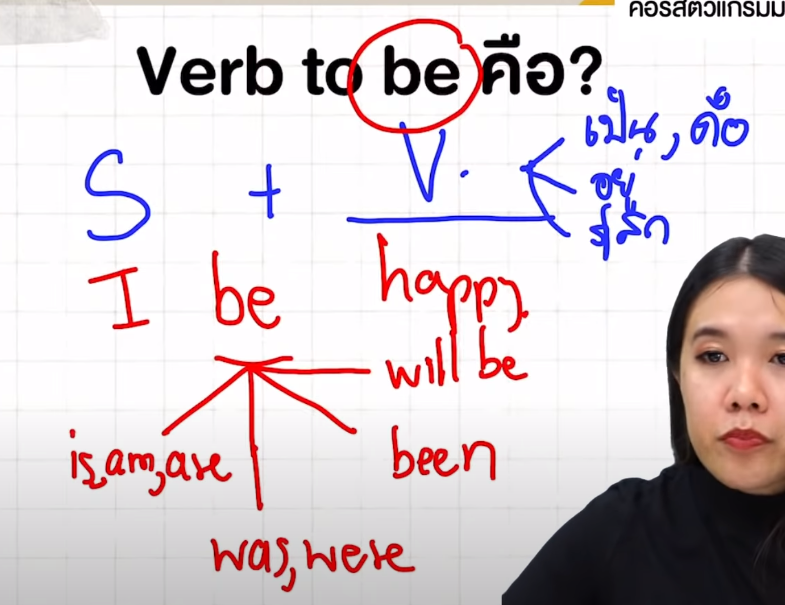 คอร์สติวแกรมม
Verb to be คือ?
เป็น, คือ
S + V.
อยู่
รู้สึก
I be happy.
will be
is, am, are
been
was, were